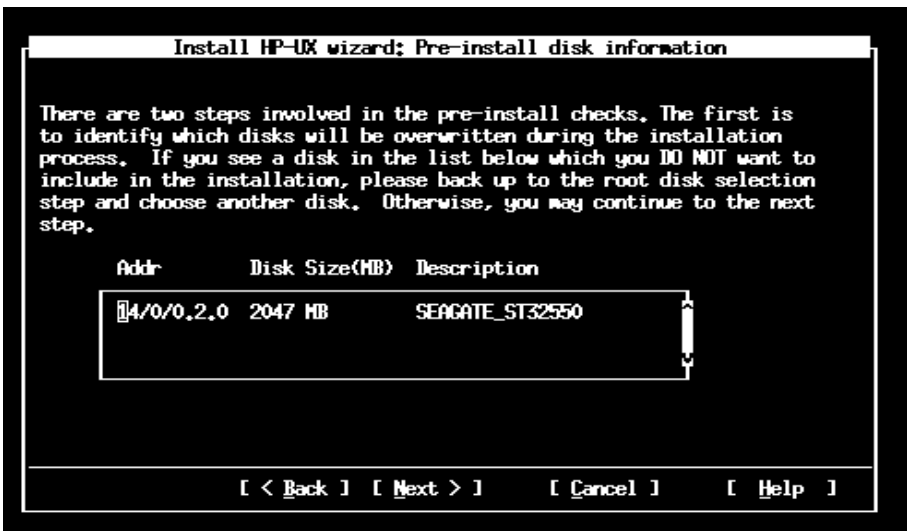 Install HP-UX wizard: Pre-install disk information
There are two steps involved in the pre-install checks. The first is
to identify which disks will be overwritten during the installation
process. If you see a disk in the list below which you DO NOT want to
include in the installation, please back up to the root disk selection
step and choose another disk. Otherwise, you may continue to the next
step.
Addr Disk Size(MB) Description
14/0/0.2.0 2047 MB SEAGATE_ST32550
[ < Back ] [ Next > ] [ Cancel ] [ Help ]